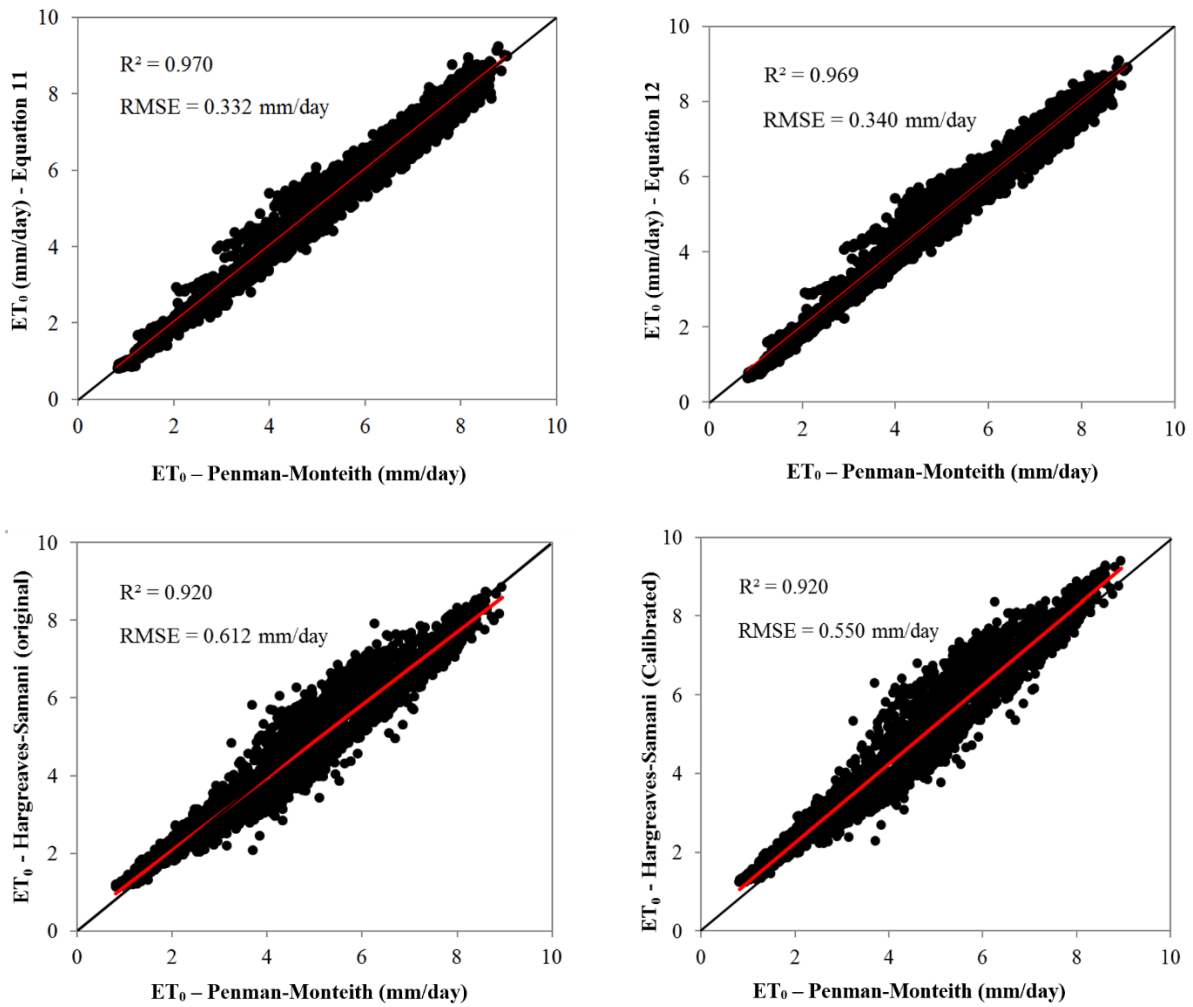 10
R² = 0.970
8
RMSE = 0.332 mm/day
6
4
2
0
0 2 4 6 8 10
ET₀ (mm/day) - Equation 11
ET₀ – Penman-Monteith (mm/day)
10
R² = 0.969
8
RMSE = 0.340 mm/day
6
4
2
0
0 2 4 6 8 10
ET₀ (mm/day) - Equation 12
ET₀ – Penman-Monteith (mm/day)
10
R² = 0.920
8
RMSE = 0.612 mm/day
6
4
2
0
0 2 4 6 8 10
ET₀ - Hargreaves-Samani (original)
ET₀ – Penman-Monteith (mm/day)
10
R² = 0.920
8
RMSE = 0.550 mm/day
6
4
2
0
0 2 4 6 8 10
ET₀ - Hargreaves-Samani (Calibrated)
ET₀ – Penman-Monteith (mm/day)